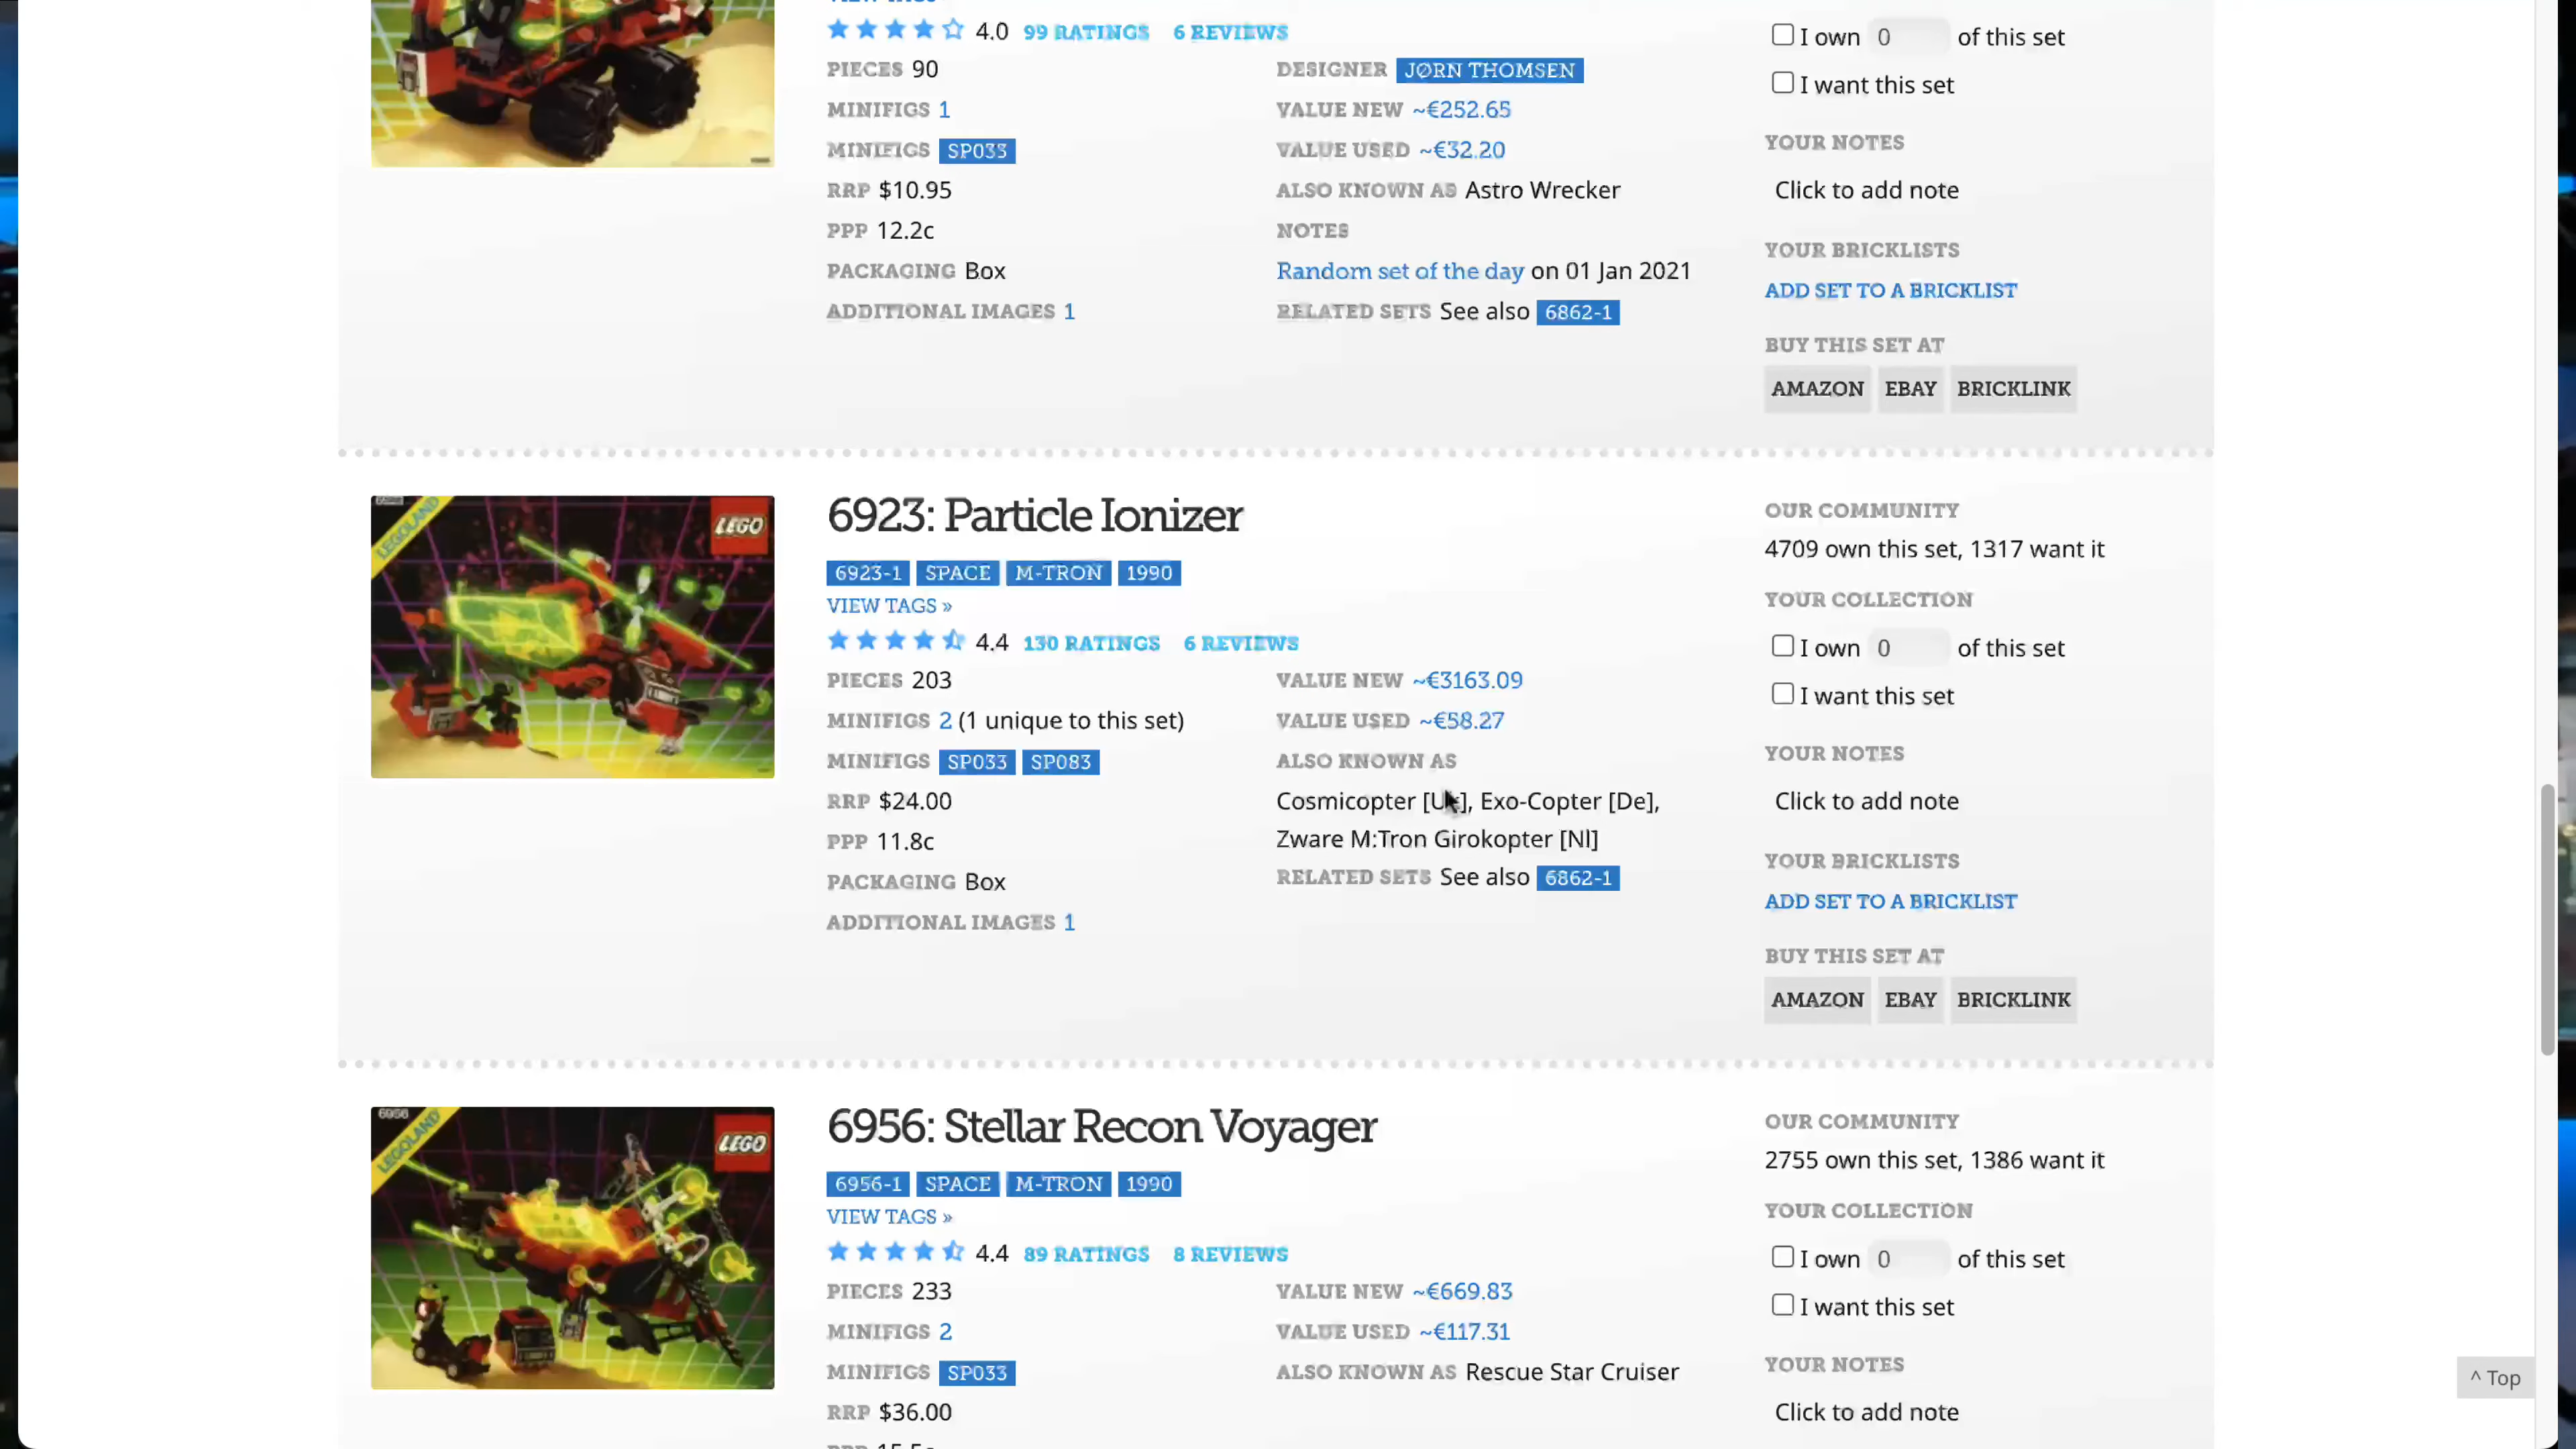 4.0 99 RATINGS 6 REVIEWS
PIECES 90
MINIFIGS 1
MINIFIGS SP033
RRP $10.95
PPP 12.2c
PACKAGING Box
ADDITIONAL IMAGES 1
DESIGNER JØRN THOMSEN
VALUE NEW ~€252.65
VALUE USED ~€32.20
ALSO KNOWN AS Astro Wrecker
NOTES
Random set of the day on 01 Jan 2021
RELATED SETS See also 6862-1
I own 0 of this set
I want this set
YOUR NOTES
Click to add note
YOUR BRICKLISTS
ADD SET TO A BRICKLIST
BUY THIS SET AT
AMAZON EBAY BRICKLINK
LEGOLAND
LEGO
6923: Particle Ionizer
6923-1 SPACE M-TRON 1990
VIEW TAGS »
4.4 130 RATINGS 6 REVIEWS
PIECES 203
MINIFIGS 2 (1 unique to this set)
MINIFIGS SP033 SP083
RRP $24.00
PPP 11.8c
PACKAGING Box
ADDITIONAL IMAGES 1
VALUE NEW ~€3163.09
VALUE USED ~€58.27
ALSO KNOWN AS
Cosmicopter [Uk], Exo-Copter [De],
Zware M:Tron Girokopter [Nl]
RELATED SETS See also 6862-1
OUR COMMUNITY
4709 own this set, 1317 want it
YOUR COLLECTION
I own 0 of this set
I want this set
YOUR NOTES
Click to add note
YOUR BRICKLISTS
ADD SET TO A BRICKLIST
BUY THIS SET AT
AMAZON EBAY BRICKLINK
6956
LEGOLAND
LEGO
6956: Stellar Recon Voyager
6956-1 SPACE M-TRON 1990
VIEW TAGS »
4.4 89 RATINGS 8 REVIEWS
PIECES 233
MINIFIGS 2
MINIFIGS SP033
RRP $36.00
VALUE NEW ~€669.83
VALUE USED ~€117.31
ALSO KNOWN AS Rescue Star Cruiser
OUR COMMUNITY
2755 own this set, 1386 want it
YOUR COLLECTION
I own 0 of this set
I want this set
YOUR NOTES
Click to add note
^ Top